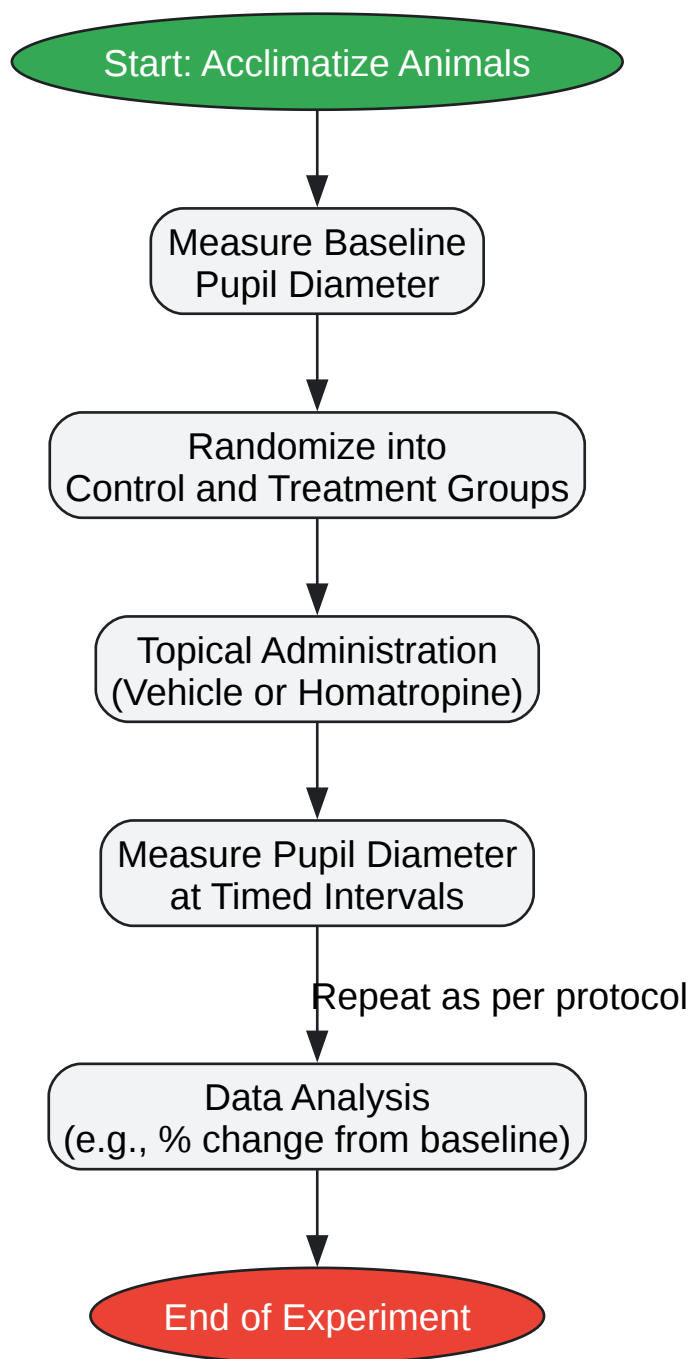 Start: Acclimatize Animals
Measure Baseline
Pupil Diameter
Randomize into
Control and Treatment Groups
Topical Administration
(Vehicle or Homatropine)
Measure Pupil Diameter
at Timed Intervals
Repeat as per protocol
Data Analysis
(e.g., % change from baseline)
End of Experiment